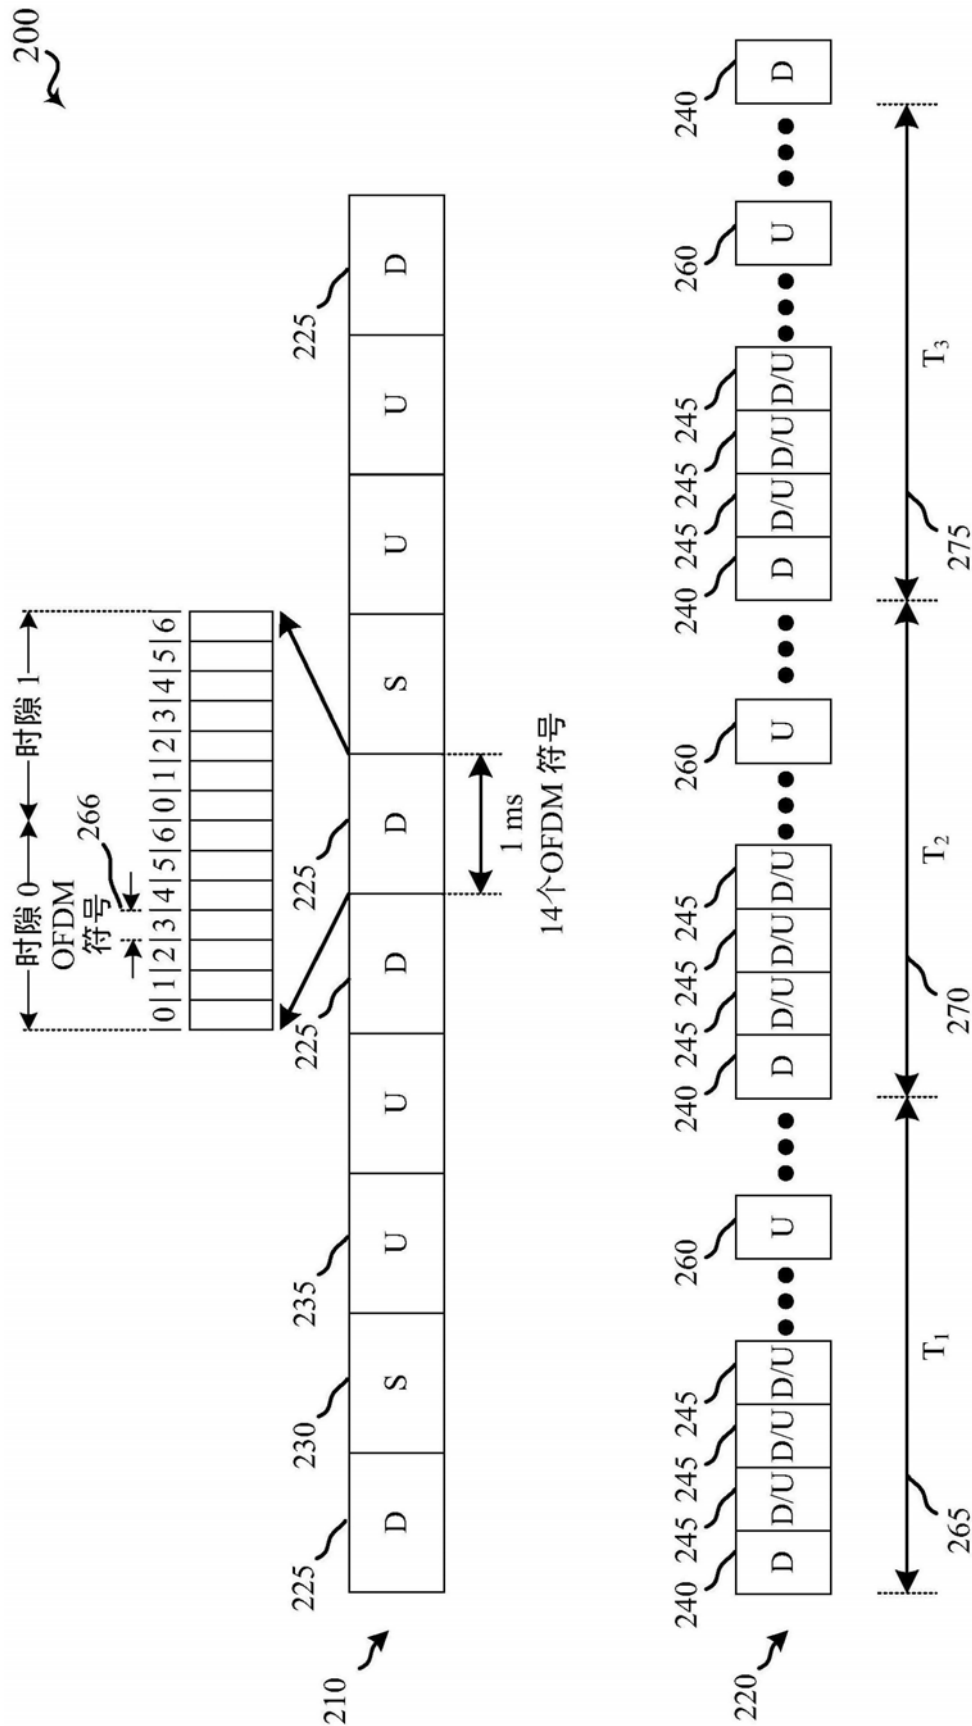 200
时隙 0 时隙 1
OFDM
符号 266
0|1|2|3|4|5|6|0|1|2|3|4|5|6
225 230 235 225 225 225
210
D S U U D D S U U D
1 ms
14个OFDM 符号
240 245 245 245 260 240 245 245 245 260 240 245 245 245 260 240
220
D D/U D/U D/U U D D/U D/U D/U U D D/U D/U D/U U D
T₁ T₂ T₃
265 270 275